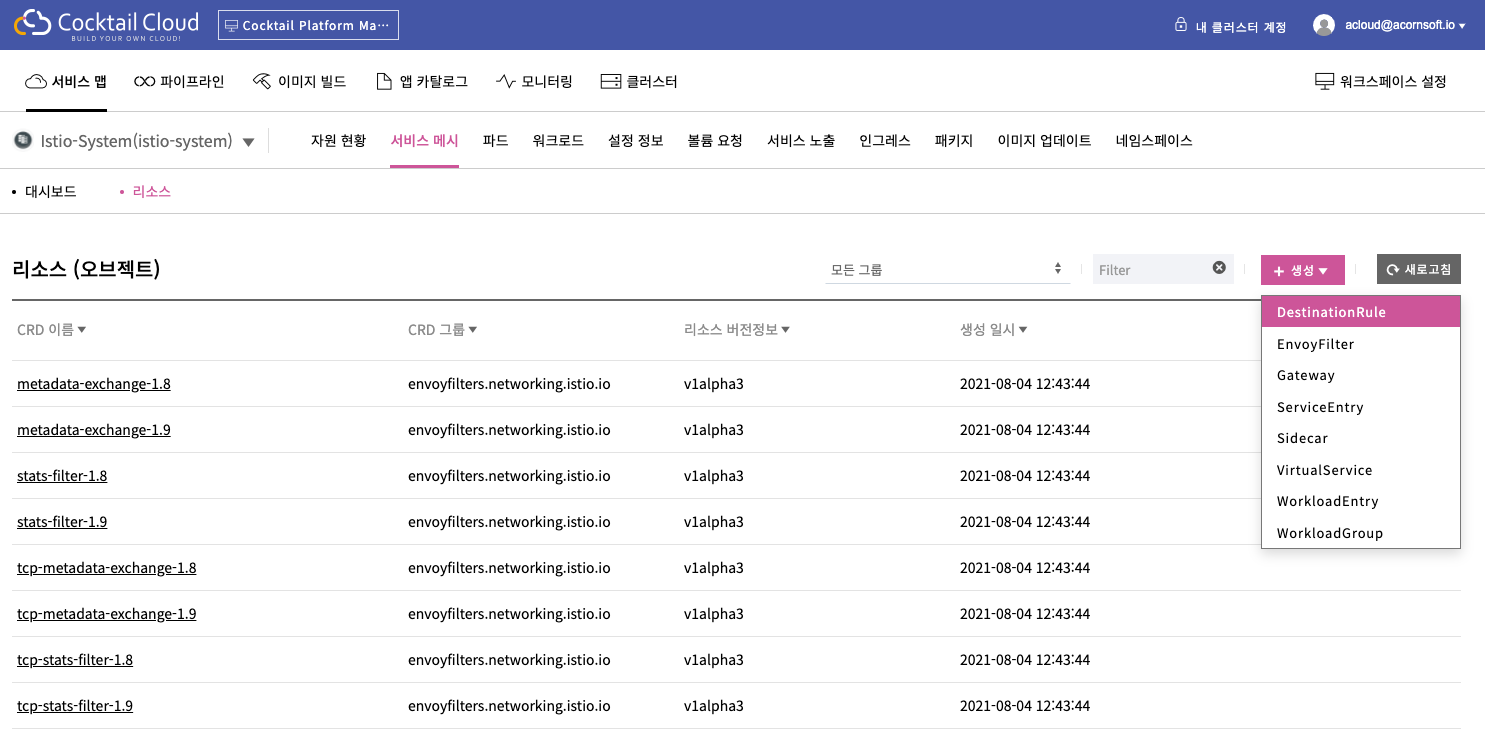 Cocktail Cloud
BUILD YOUR OWN CLOUD!
Cocktail Platform Ma···
내 클러스터 계정
acloud@acornsoft.io
서비스 맵 파이프라인 이미지 빌드 앱 카탈로그 모니터링 클러스터 워크스페이스 설정
Istio-System(istio-system) 자원 현황 서비스 메시 파드 워크로드 설정 정보 볼륨 요청 서비스 노출 인그레스 패키지 이미지 업데이트 네임스페이스
대시보드 리소스
리소스 (오브젝트) 모든 그룹 Filter + 생성 새로고침
CRD 이름 CRD 그룹 리소스 버전정보 생성 일시
metadata-exchange-1.8 envoyfilters.networking.istio.io v1alpha3 2021-08-04 12:43:44
metadata-exchange-1.9 envoyfilters.networking.istio.io v1alpha3 2021-08-04 12:43:44
stats-filter-1.8 envoyfilters.networking.istio.io v1alpha3 2021-08-04 12:43:44
stats-filter-1.9 envoyfilters.networking.istio.io v1alpha3 2021-08-04 12:43:44
tcp-metadata-exchange-1.8 envoyfilters.networking.istio.io v1alpha3 2021-08-04 12:43:44
tcp-metadata-exchange-1.9 envoyfilters.networking.istio.io v1alpha3 2021-08-04 12:43:44
tcp-stats-filter-1.8 envoyfilters.networking.istio.io v1alpha3 2021-08-04 12:43:44
tcp-stats-filter-1.9 envoyfilters.networking.istio.io v1alpha3 2021-08-04 12:43:44
DestinationRule
EnvoyFilter
Gateway
ServiceEntry
Sidecar
VirtualService
WorkloadEntry
WorkloadGroup